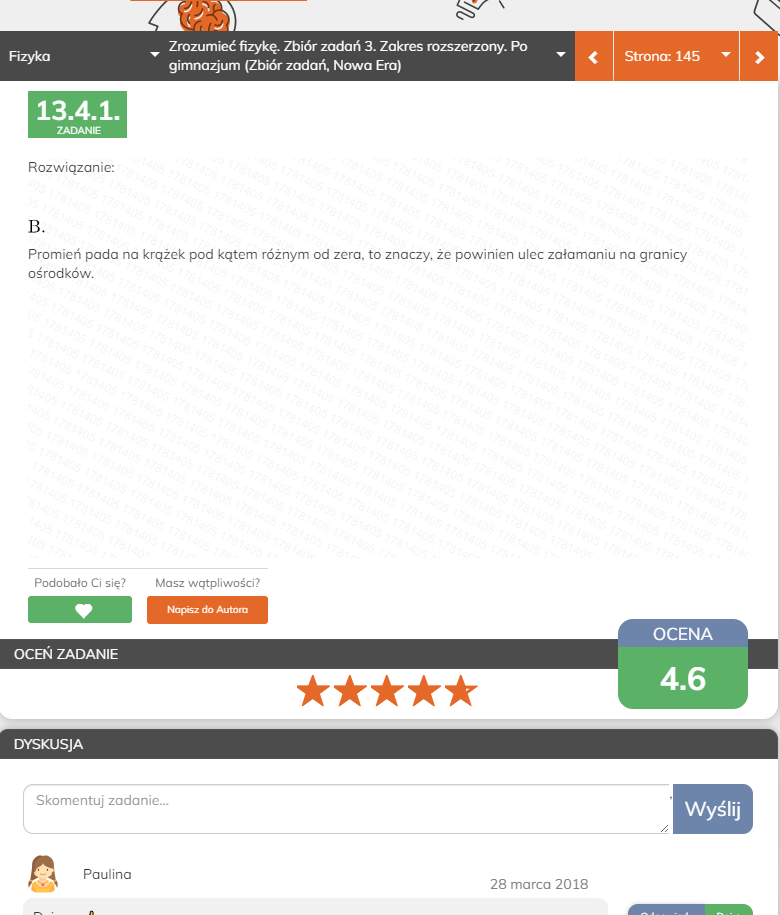 Fizyka
Zrozumieć fizykę. Zbiór zadań 3. Zakres rozszerzony. Po
gimnazjum (Zbiór zadań, Nowa Era)
Strona: 145
13.4.1.
ZADANIE
Rozwiązanie:
B.
Promień pada na krążek pod kątem różnym od zera, to znaczy, że powinien ulec załamaniu na granicy
ośrodków.
Podobało Ci się?
Masz wątpliwości?
Napisz do Autora
OCEŃ ZADANIE
OCENA
4.6
DYSKUSJA
Skomentuj zadanie...
Wyślij
Paulina
28 marca 2018